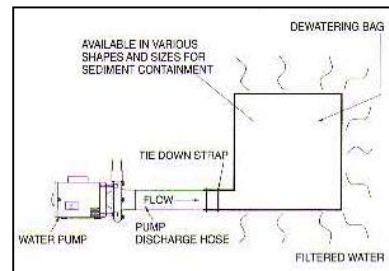 DEWATERING BAG
AVAILABLE IN VARIOUS
SHAPES AND SIZES FOR
SEDIMENT CONTAINMENT
TIE DOWN STRAP
FLOW
WATER PUMP
PUMP
DISCHARGE HOSE
FILTERED WATER